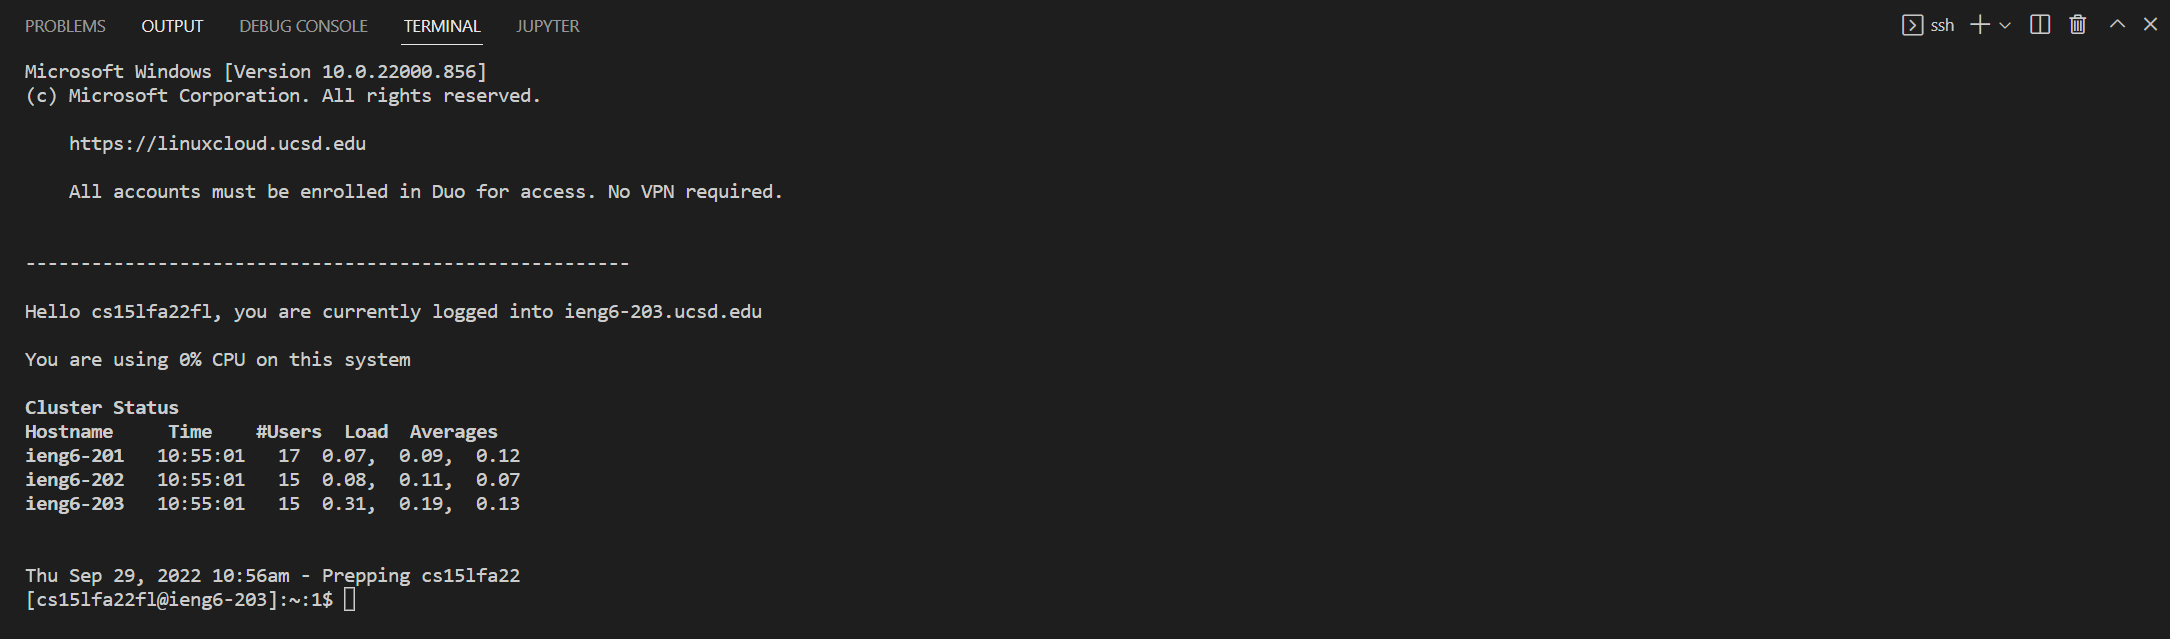 PROBLEMS OUTPUT DEBUG CONSOLE TERMINAL JUPYTER ssh
Microsoft Windows [Version 10.0.22000.856]
(c) Microsoft Corporation. All rights reserved.
https://linuxcloud.ucsd.edu
All accounts must be enrolled in Duo for access. No VPN required.
-------------------------------------------------------
Hello cs15lfa22fl, you are currently logged into ieng6-203.ucsd.edu
You are using 0% CPU on this system
Cluster Status
Hostname Time #Users Load Averages
ieng6-201 10:55:01 17 0.07, 0.09, 0.12
ieng6-202 10:55:01 15 0.08, 0.11, 0.07
ieng6-203 10:55:01 15 0.31, 0.19, 0.13
Thu Sep 29, 2022 10:56am - Prepping cs15lfa22
[cs15lfa22fl@ieng6-203]:~:1$